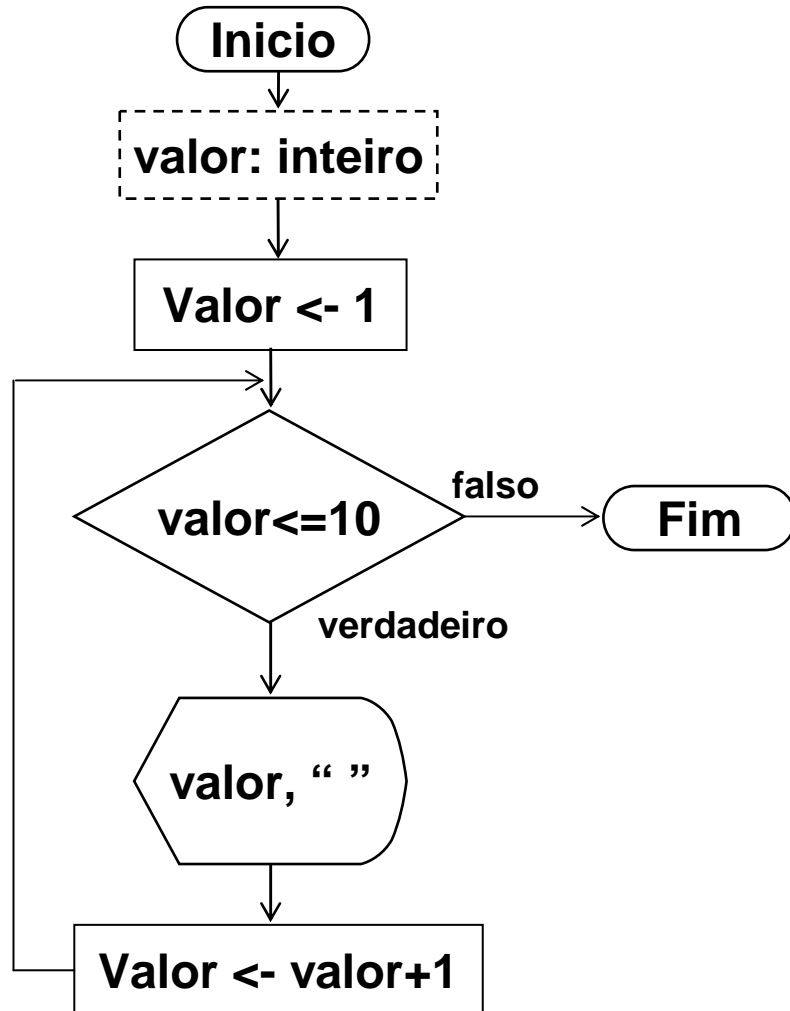 Inicio
valor: inteiro
Valor <- 1
valor<=10
falso
Fim
verdadeiro
valor, “ ”
Valor <- valor+1